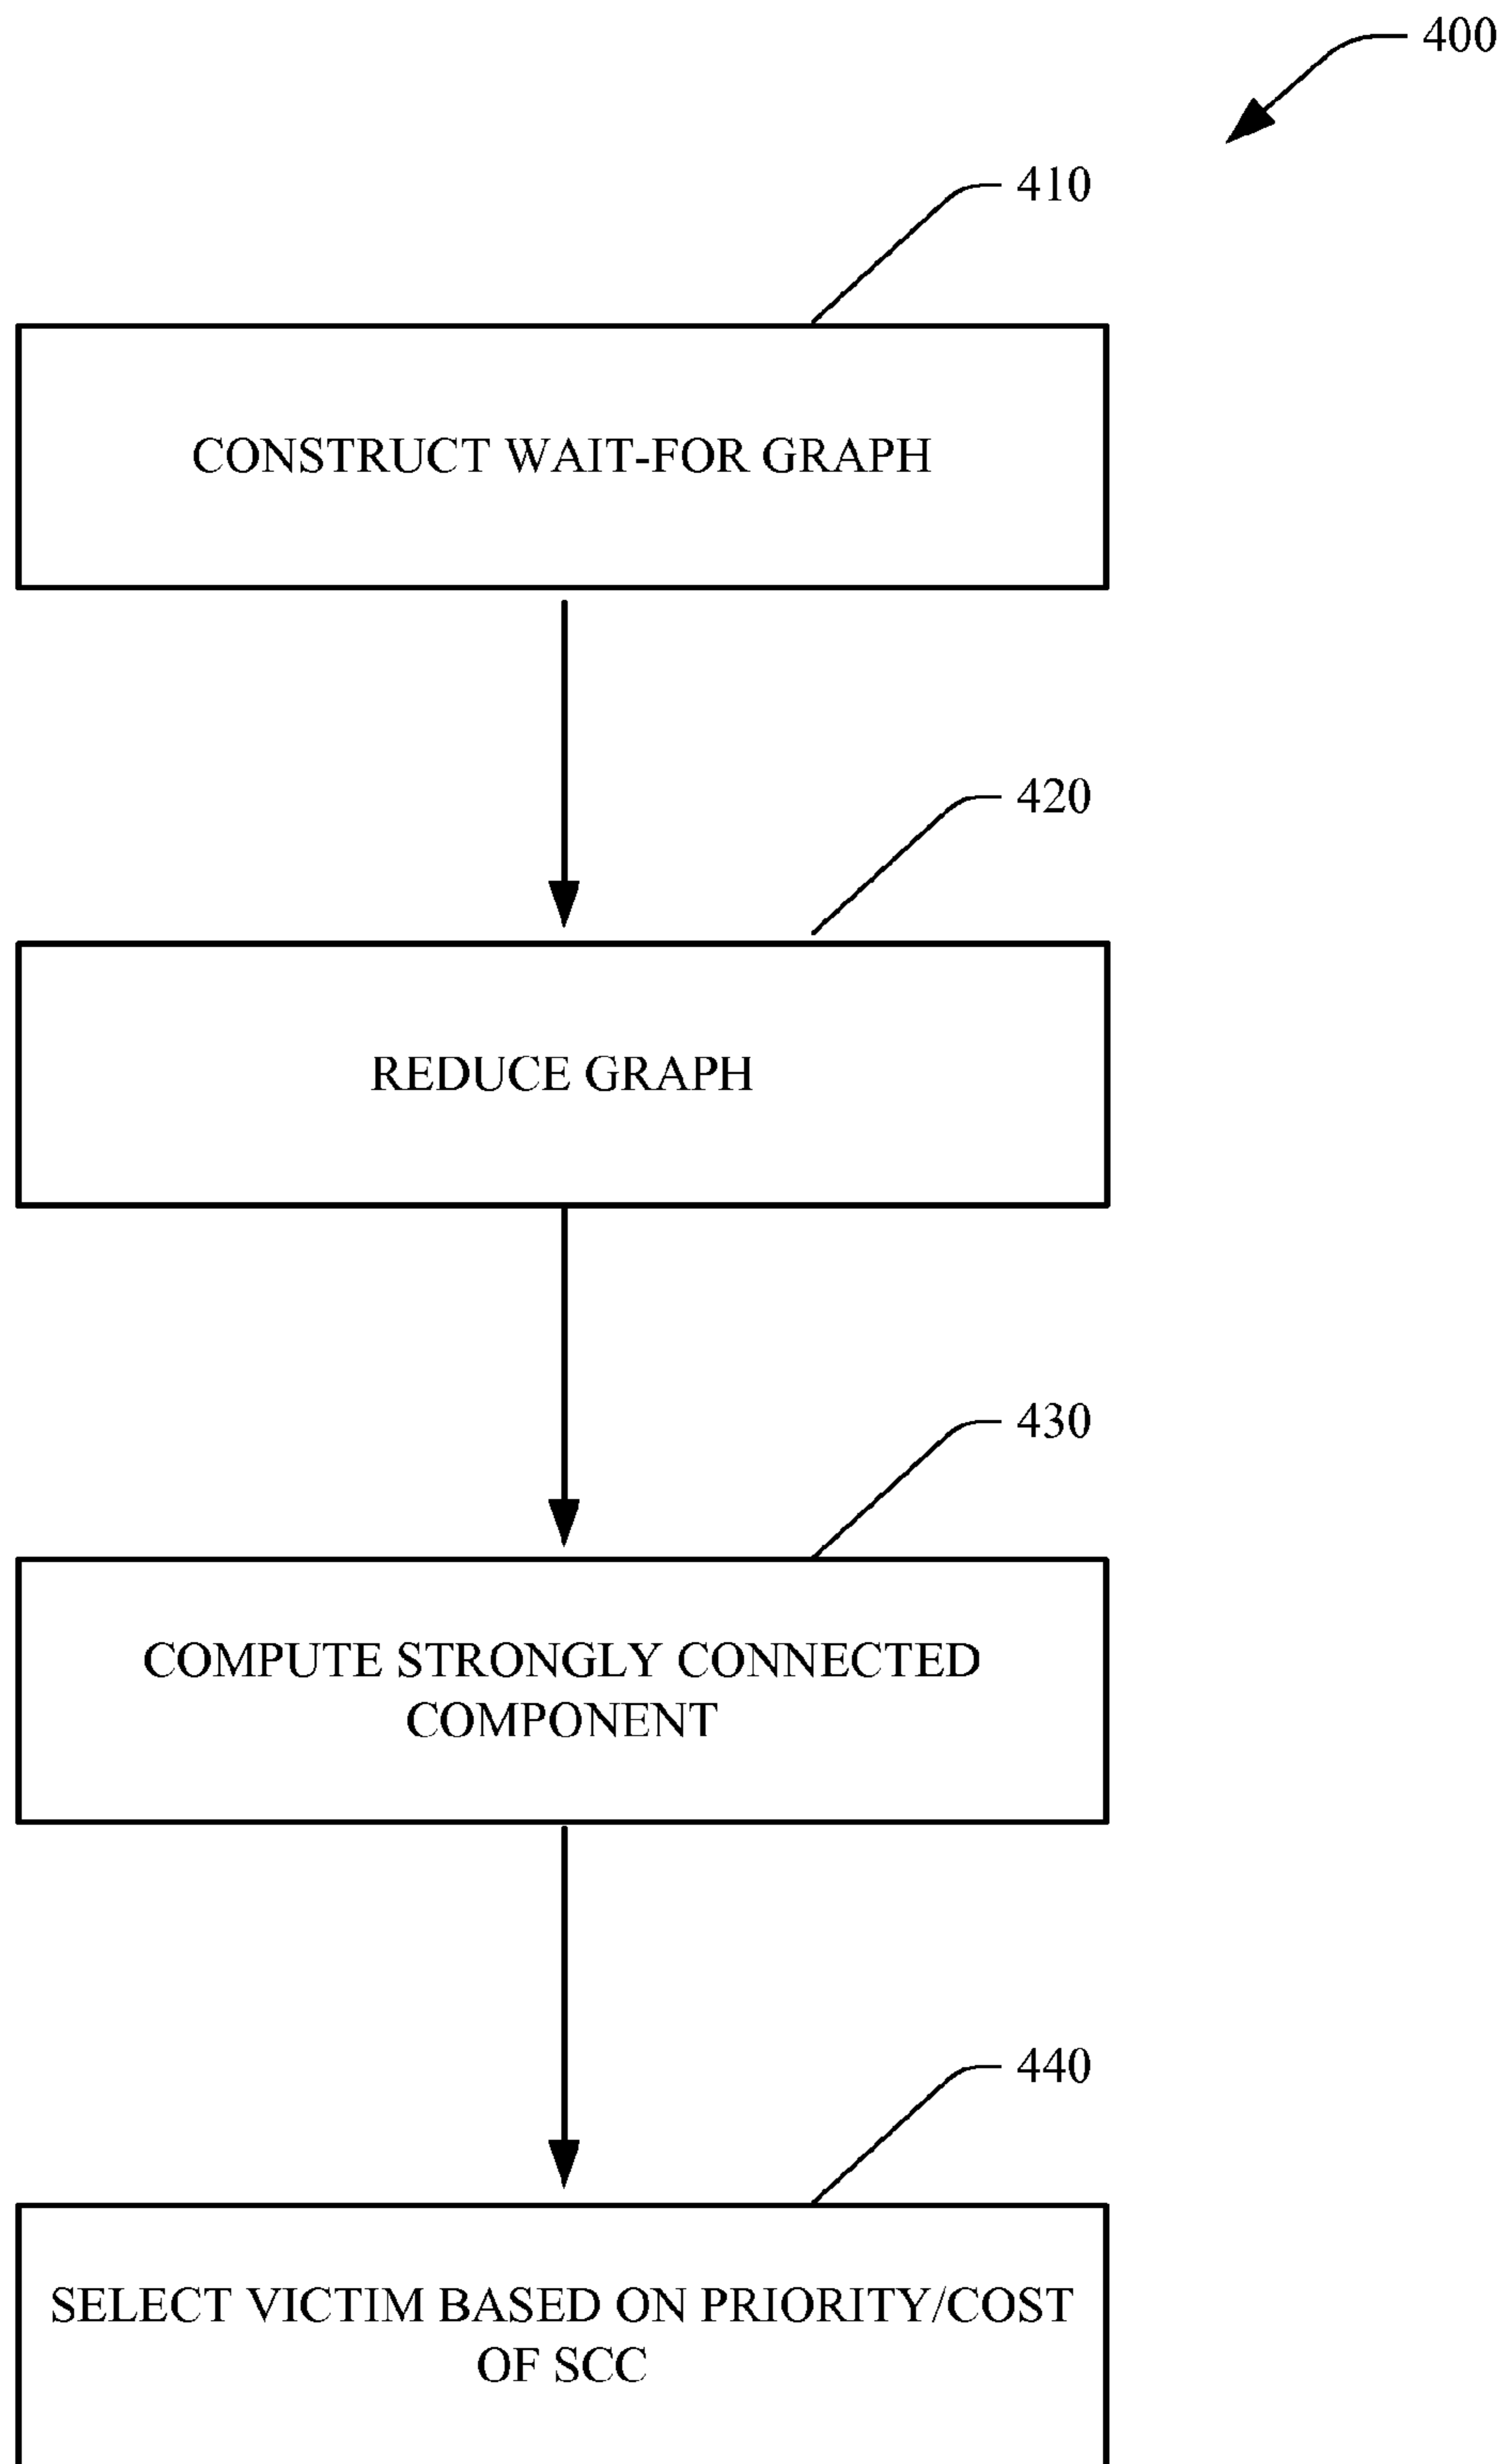 400
410
CONSTRUCT WAIT-FOR GRAPH
420
REDUCE GRAPH
430
COMPUTE STRONGLY CONNECTED
COMPONENT
440
SELECT VICTIM BASED ON PRIORITY/COST
OF SCC